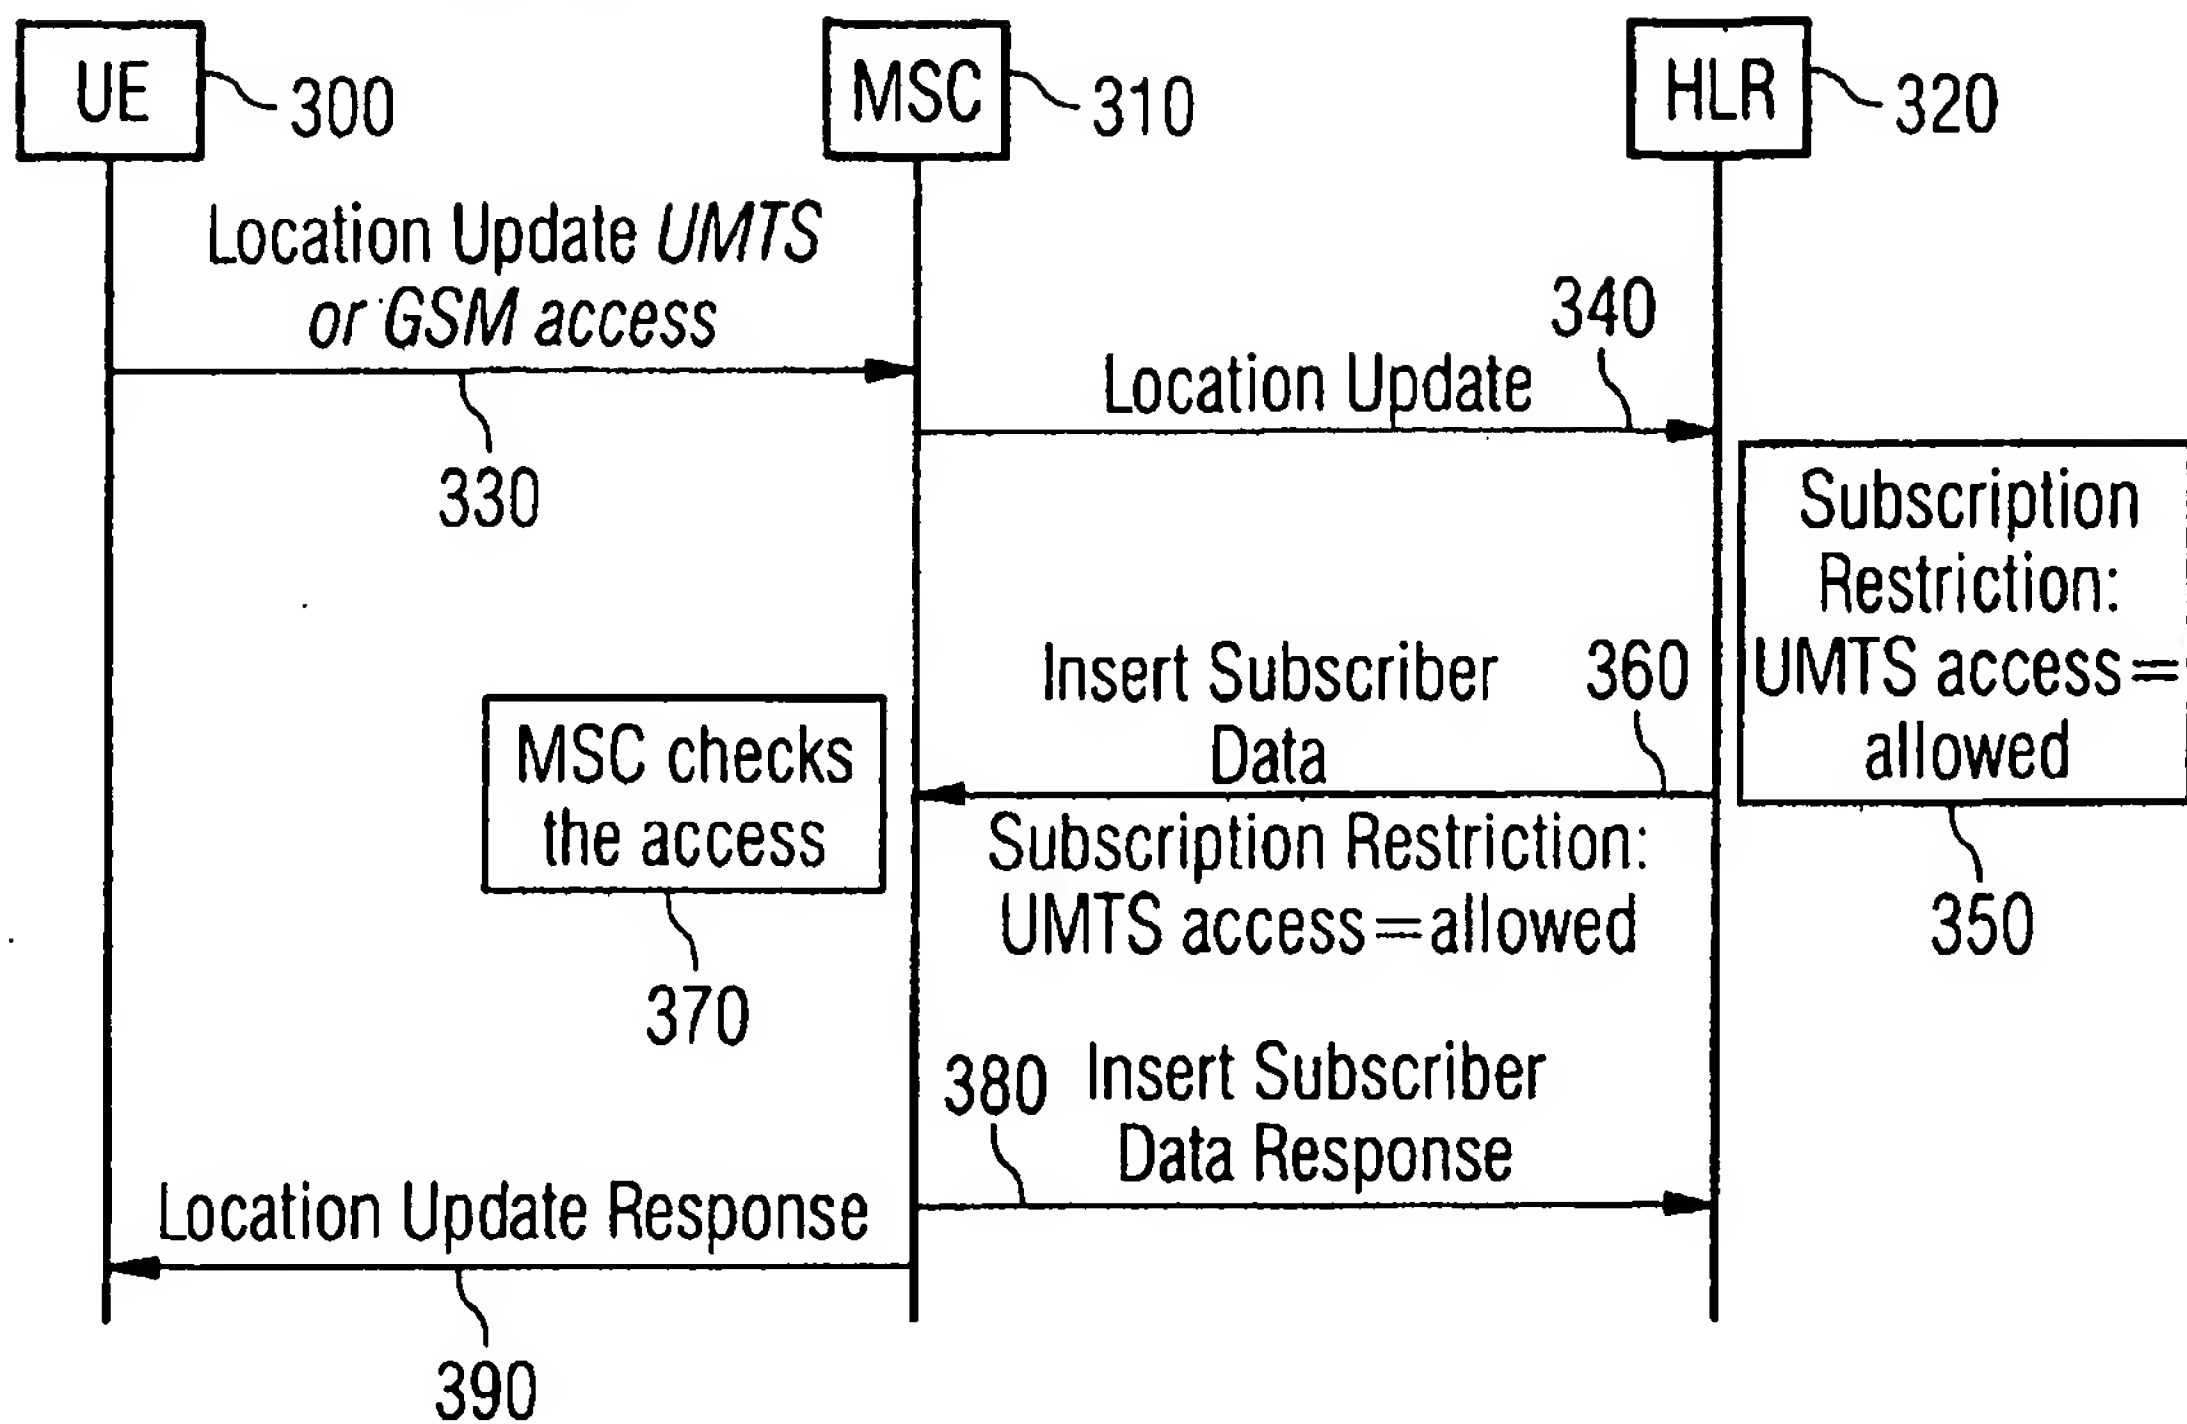 UE
300
MSC
310
HLR
320
Location Update UMTS
or GSM access
330
340
Location Update
Subscription
Restriction:
UMTS access=
allowed
350
Insert Subscriber
Data
360
Subscription Restriction:
UMTS access=allowed
MSC checks
the access
370
380
Insert Subscriber
Data Response
Location Update Response
390